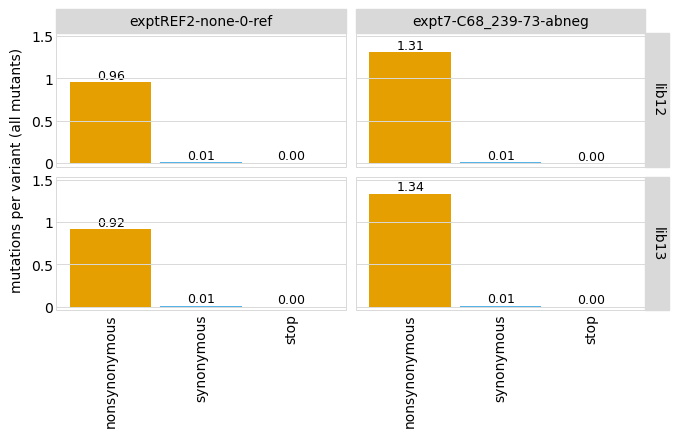 exptREF2-none-0-ref
expt7-C68_239-73-abneg
mutations per variant (all mutants)
1.5
1
0.5
0
0.96
0.01
0.00
1.31
0.01
0.00
lib12
1.5
1
0.5
0
0.92
0.01
0.00
1.34
0.01
0.00
lib13
nonsynonymous
synonymous
stop
nonsynonymous
synonymous
stop